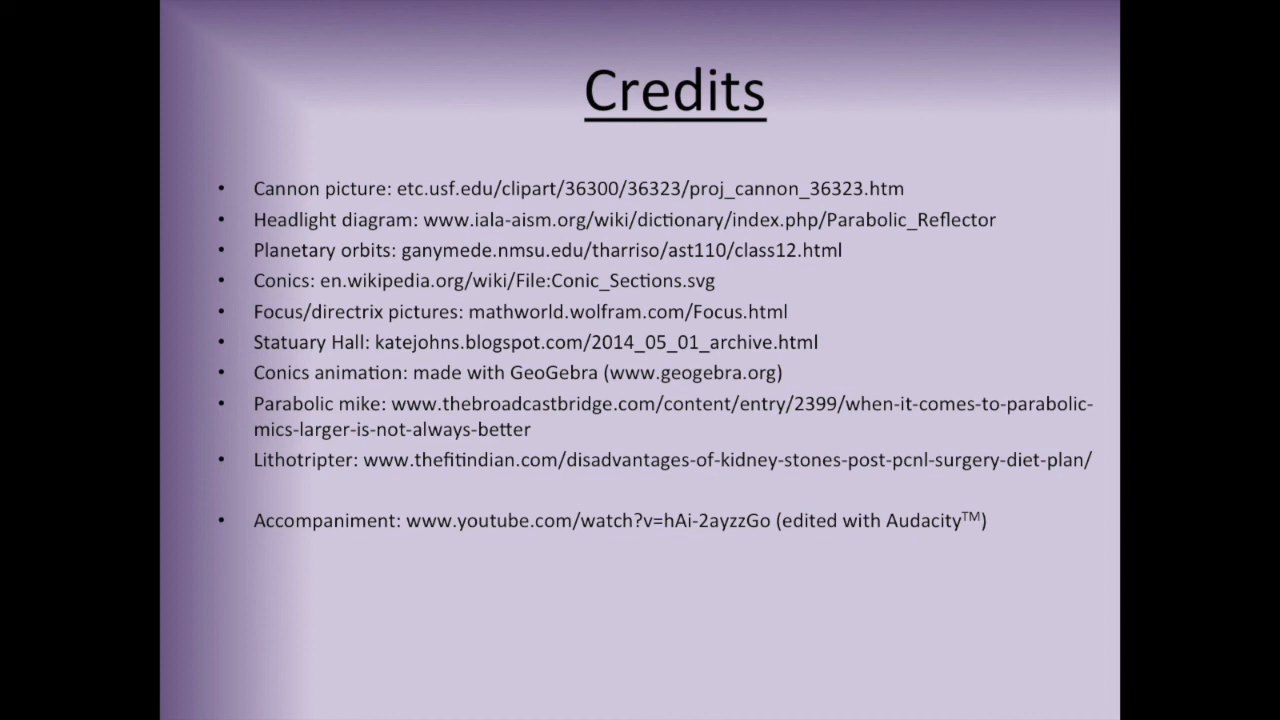 Credits
• Cannon picture: etc.usf.edu/clipart/36300/36323/proj_cannon_36323.htm
• Headlight diagram: www.iala-aism.org/wiki/dictionary/index.php/Parabolic_Reflector
• Planetary orbits: ganymede.nmsu.edu/tharriso/ast110/class12.html
• Conics: en.wikipedia.org/wiki/File:Conic_Sections.svg
• Focus/directrix pictures: mathworld.wolfram.com/Focus.html
• Statuary Hall: katejohns.blogspot.com/2014_05_01_archive.html
• Conics animation: made with GeoGebra (www.geogebra.org)
• Parabolic mike: www.thebroadcastbridge.com/content/entry/2399/when-it-comes-to-parabolic-
mics-larger-is-not-always-better
• Lithotripter: www.thefitindian.com/disadvantages-of-kidney-stones-post-pcnl-surgery-diet-plan/
• Accompaniment: www.youtube.com/watch?v=hAi-2ayzzGo (edited with Audacity™)